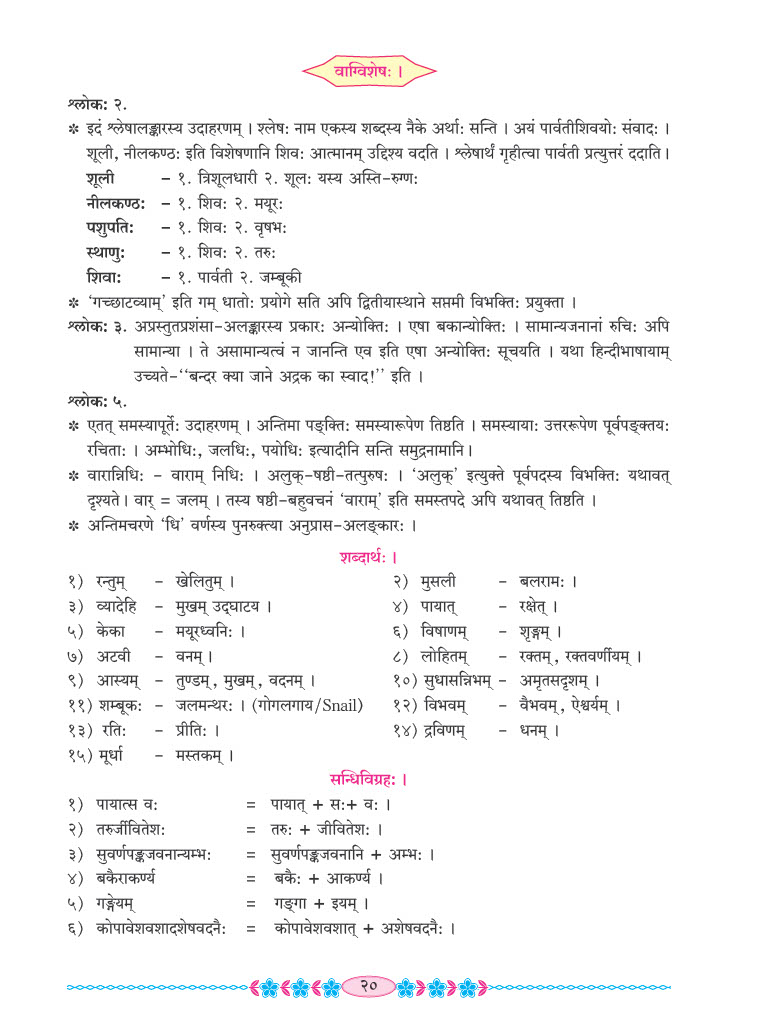 वाग्विशेषः ।
श्लोकः २.
* इदं श्लेषालङ्कारस्य उदाहरणम् । श्लेषः नाम एकस्य शब्दस्य नैके अर्थाः सन्ति । अयं पार्वतीशिवयोः संवादः ।
शूली, नीलकण्ठः इति विशेषणानि शिवः आत्मानम् उद्दिश्य वदति । श्लेषार्थं गृहीत्वा पार्वती प्रत्युत्तरं ददाति ।
शूली – १. त्रिशूलधारी २. शूलः यस्य अस्ति-रुग्णः
नीलकण्ठः – १. शिवः २. मयूरः
पशुपतिः – १. शिवः २. वृषभः
स्थाणुः – १. शिवः २. तरुः
शिवाः – १. पार्वती २. जम्बूकी
* ‘गच्छाटव्याम्’ इति गम् धातोः प्रयोगे सति अपि द्वितीयास्थाने सप्तमी विभक्तिः प्रयुक्ता ।
श्लोकः ३. अप्रस्तुतप्रशंसा-अलङ्कारस्य प्रकारः अन्योक्तिः । एषा बकान्योक्तिः । सामान्यजनानां रुचिः अपि
सामान्या । ते असामान्यत्वं न जानन्ति एव इति एषा अन्योक्तिः सूचयति । यथा हिन्दीभाषायाम्
उच्यते-‘‘बन्दर क्या जाने अद्रक का स्वाद!’’ इति ।
श्लोकः ५.
* एतत् समस्यापूर्तेः उदाहरणम् । अन्तिमा पङ्क्तिः समस्यारूपेण तिष्ठति । समस्यायाः उत्तररूपेण पूर्वपङ्क्तयः
रचिताः । अम्भोधिः, जलधिः, पयोधिः इत्यादीनि सन्ति समुद्रनामानि ।
* वारान्निधिः – वाराम् निधिः । अलुक्-षष्ठी-तत्पुरुषः । ‘अलुक्’ इत्युक्ते पूर्वपदस्य विभक्तिः यथावत्
दृश्यते । वार् = जलम् । तस्य षष्ठी-बहुवचनं ‘वाराम्’ इति समस्तपदे अपि यथावत् तिष्ठति ।
* अन्तिमचरणे ‘धि’ वर्णस्य पुनरुक्त्या अनुप्रास-अलङ्कारः ।
शब्दार्थः ।
१) रन्तुम् – खेलितुम् । २) मुसली – बलरामः ।
३) व्यादेहि – मुखम् उद्घाटय । ४) पायात् – रक्षेत् ।
५) केका – मयूरध्वनिः । ६) विषाणम् – शृङ्गम् ।
७) अटवी – वनम् । ८) लोहितम् – रक्तम् , रक्तवर्णीयम् ।
९) आस्यम् – तुण्डम् , मुखम् , वदनम् । १०) सुधासन्निभम् – अमृतसदृशम् ।
११) शम्बूकः – जलमन्थरः । (गोगलगाय/Snail) १२) विभवम् – वैभवम् , ऐश्वर्यम् ।
१३) रतिः – प्रीतिः । १४) द्रविणम् – धनम् ।
१५) मूर्धा – मस्तकम् ।
सन्धिविग्रहः ।
१) पायात्स वः = पायात् + सः+ वः ।
२) तरुर्जीवितेशः = तरुः + जीवितेशः ।
३) सुवर्णपङ्कजवनान्यम्भः = सुवर्णपङ्कजवनानि + अम्भः ।
४) बकैराकर्ण्य = बकैः + आकर्ण्य ।
५) गङ्गेयम् = गङ्गा + इयम् ।
६) कोपावेशवशादशेषवदनैः = कोपावेशवशात् + अशेषवदनैः ।
२०